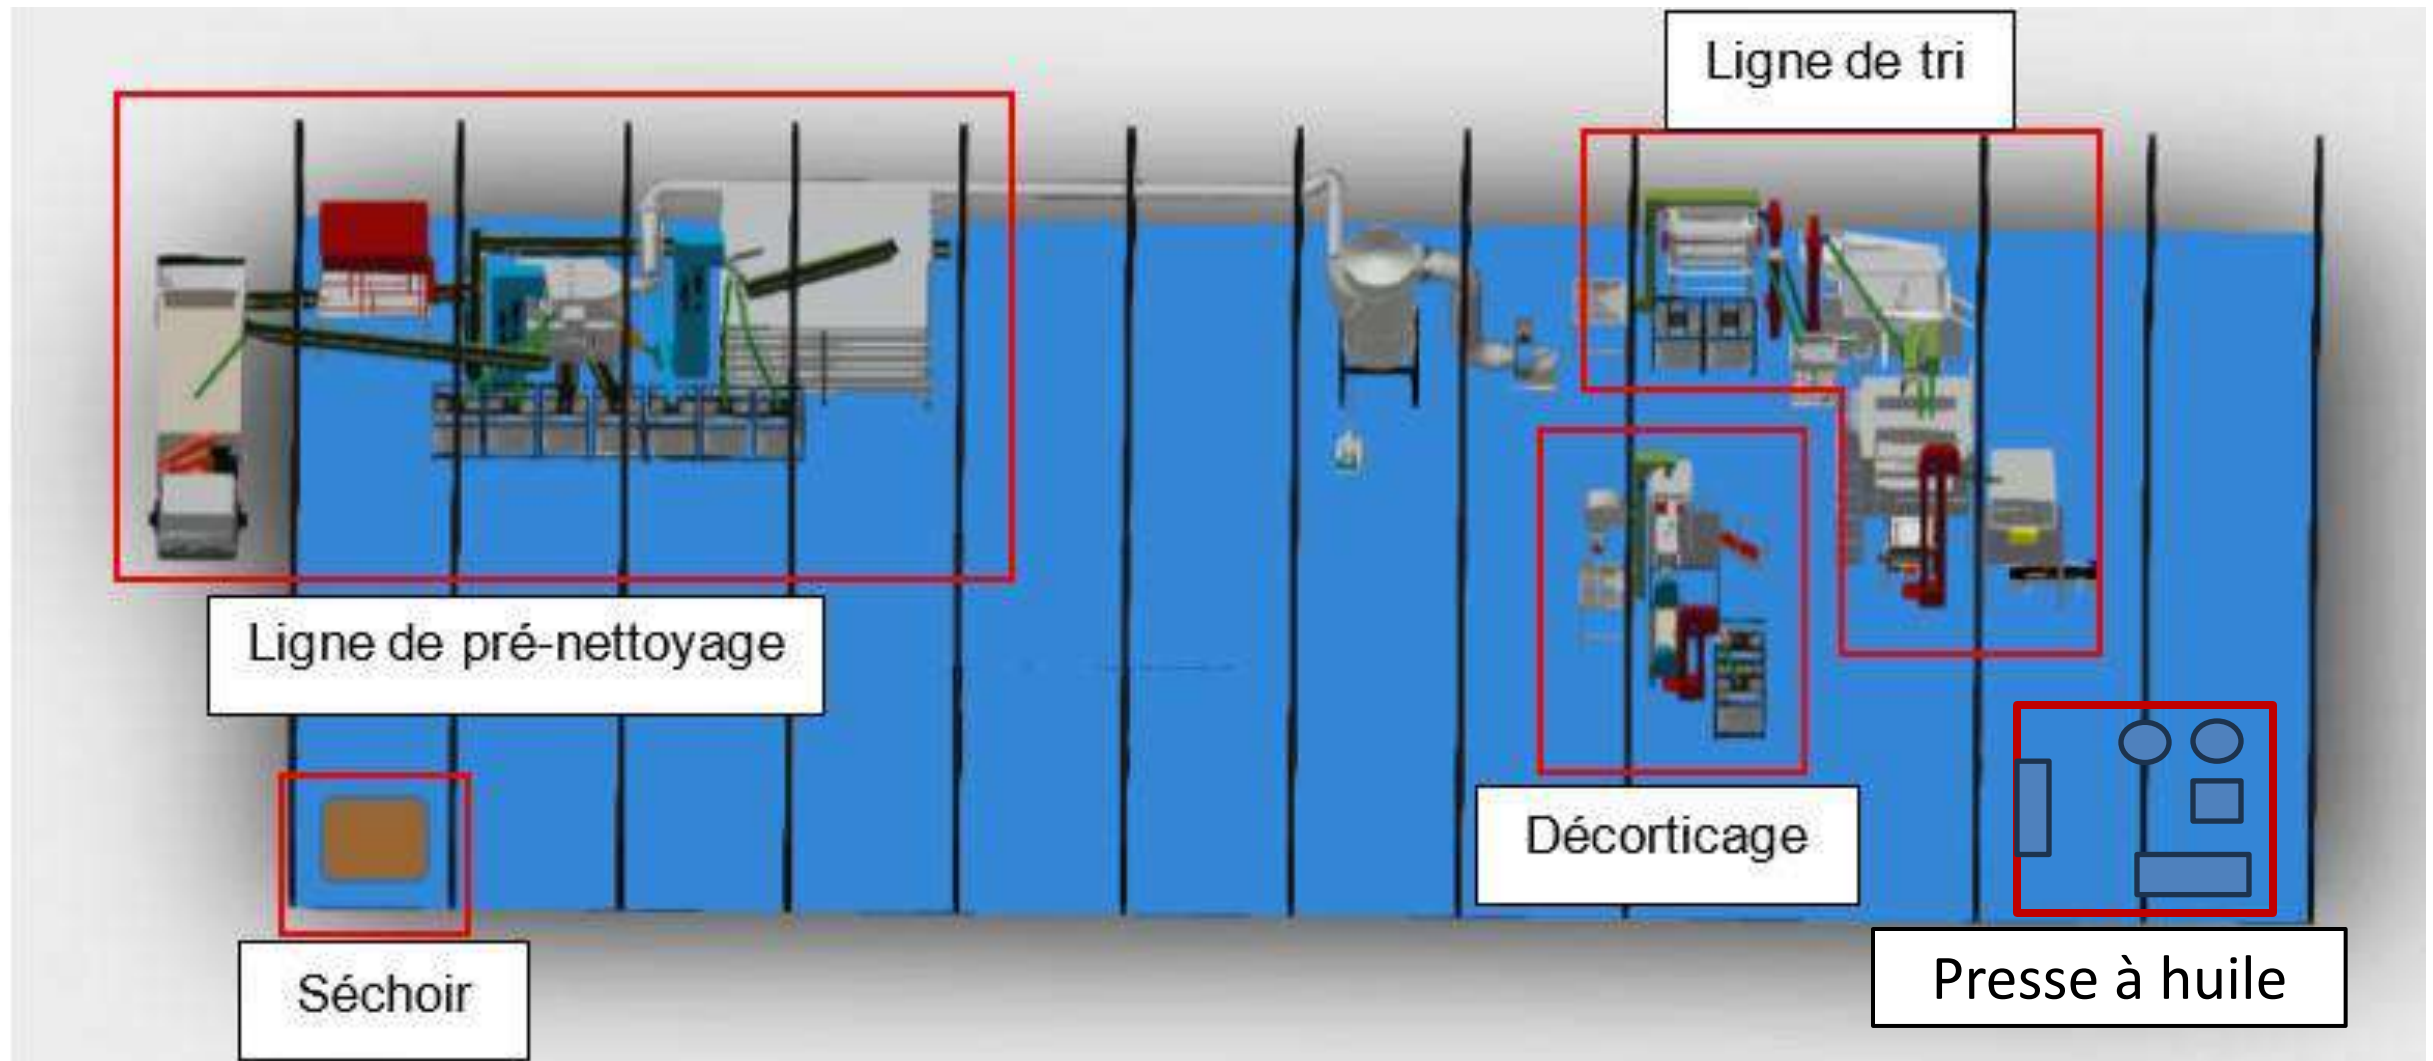 Ligne de tri
Ligne de pré-nettoyage
Décorticage
Séchoir
Presse à huile